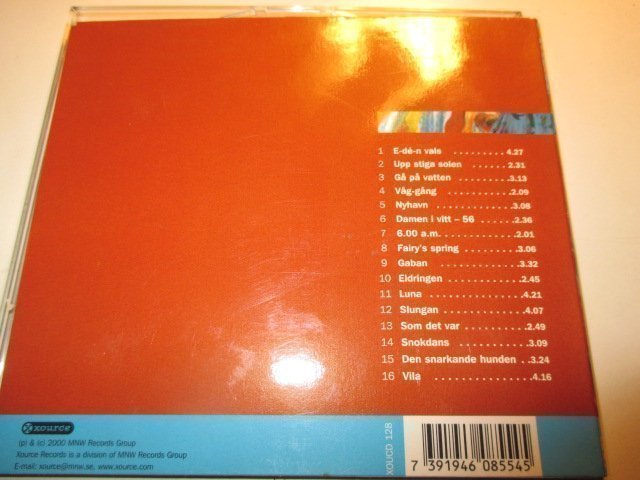 1 E-dé-n vals .........4.27
2 Upp stiga solen ......2.31
3 Gå på vatten .........3.13
4 Våg-gång ..........2.09
5 Nyhavn ............3.08
6 Damen i vitt – 56 ......2.36
7 6.00 a.m. ...........2.01
8 Fairy's spring ........3.06
9 Gaban ............3.32
10 Eldringen ..........2.45
11 Luna .............4.21
12 Slungan ...........4.07
13 Som det var .........2.49
14 Snokdans ..........3.09
15 Den snarkande hunden ..3.24
16 Vila ..............4.16
xource
(p) & (c) 2000 MNW Records Group
Xource Records is a division of MNW Records Group
E-mail: xource@mnw.se, www.xource.com
XOUCD 128
7 391946 085545